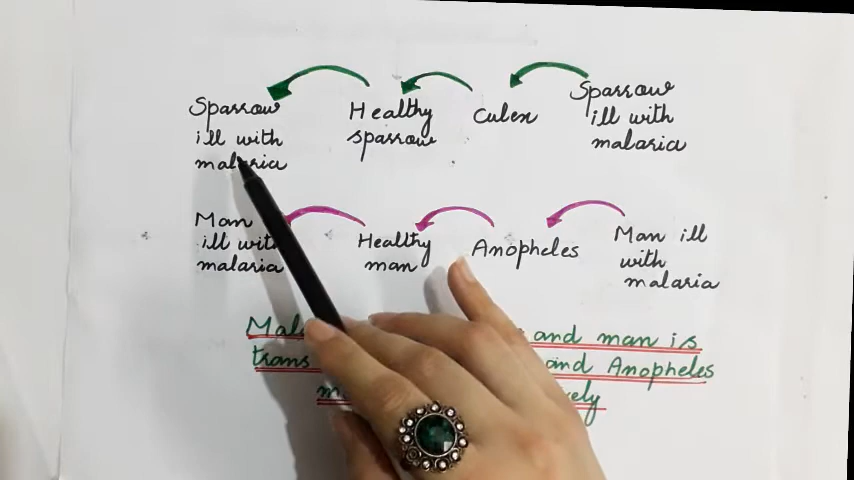 Sparrow
ill with
malaria
Healthy
sparrow
Culex
Sparrow
ill with
malaria
Man
ill with
malaria
Healthy
man
Anopheles
Man ill
with
malaria
and man is
and Anopheles